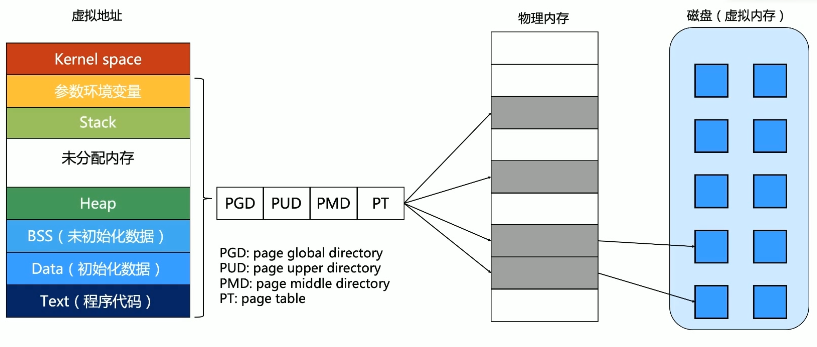 虚拟地址
物理内存
磁盘（虚拟内存）
Kernel space
参数环境变量
Stack
未分配内存
Heap
BSS（未初始化数据）
Data（初始化数据）
Text（程序代码）
PGD
PUD
PMD
PT
PGD: page global directory
PUD: page upper directory
PMD: page middle directory
PT: page table